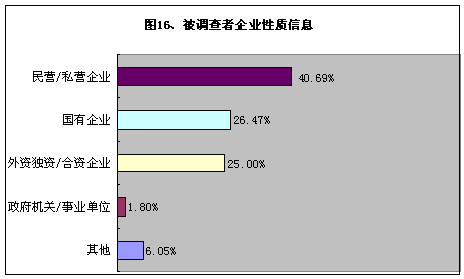 图16、被调查者企业性质信息
民营/私营企业 40.69%
国有企业 26.47%
外资独资/合资企业 25.00%
政府机关/事业单位 1.80%
其他 6.05%